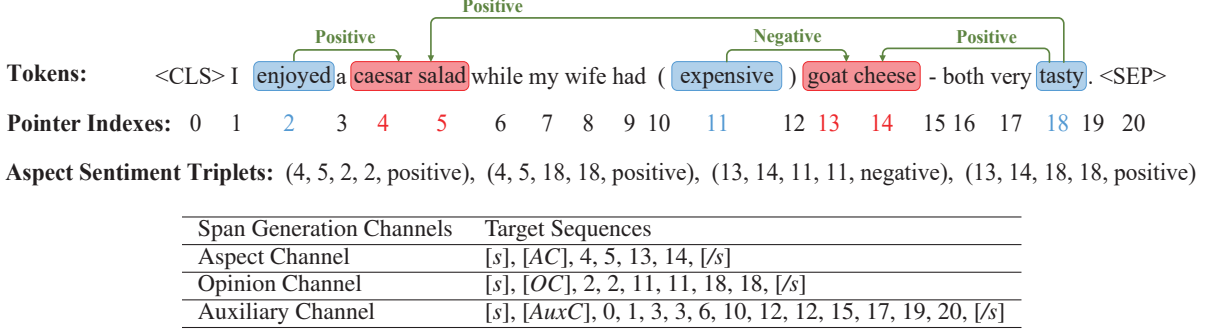 Positive
Positive Negative Positive
Tokens: <CLS> I enjoyed a caesar salad while my wife had ( expensive ) goat cheese - both very tasty. <SEP>
Pointer Indexes: 0 1 2 3 4 5 6 7 8 9 10 11 12 13 14 15 16 17 18 19 20
Aspect Sentiment Triplets: (4, 5, 2, 2, positive), (4, 5, 18, 18, positive), (13, 14, 11, 11, negative), (13, 14, 18, 18, positive)
Span Generation Channels Target Sequences
Aspect Channel [s], [AC], 4, 5, 13, 14, [/s]
Opinion Channel [s], [OC], 2, 2, 11, 11, 18, 18, [/s]
Auxiliary Channel [s], [AuxC], 0, 1, 3, 3, 6, 10, 12, 12, 15, 17, 19, 20, [/s]